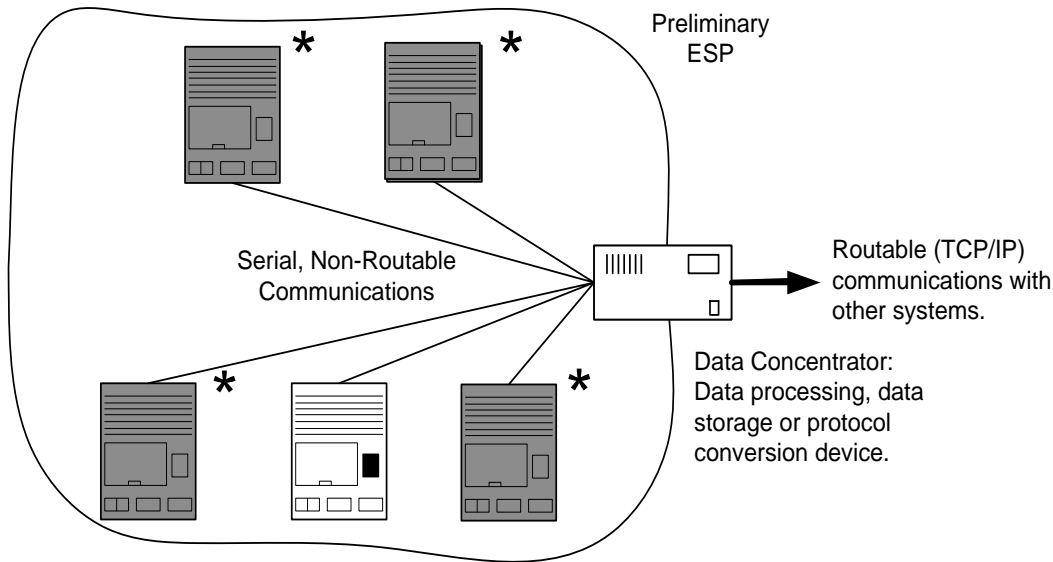 *
*
Preliminary
ESP
Serial, Non-Routable
Communications
Routable (TCP/IP)
communications with
other systems.
*
*
Data Concentrator:
Data processing, data
storage or protocol
conversion device.